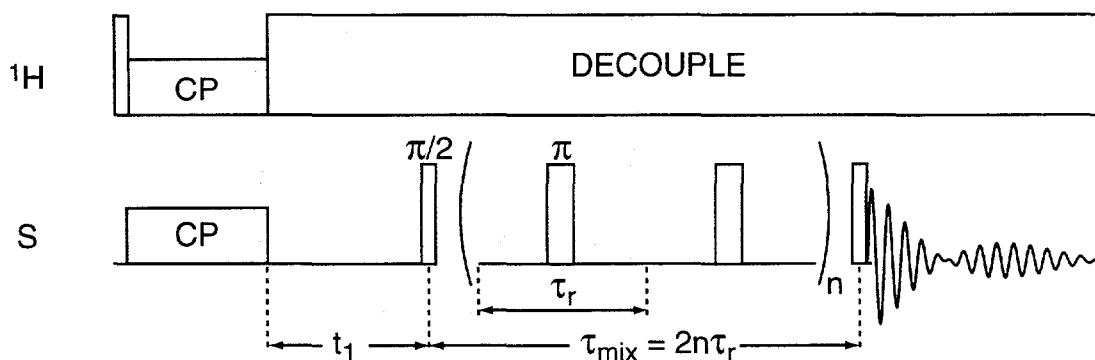 ¹H
CP
DECOUPLE
π/2
π
S
CP
n
τr
t₁
τmix = 2nτr